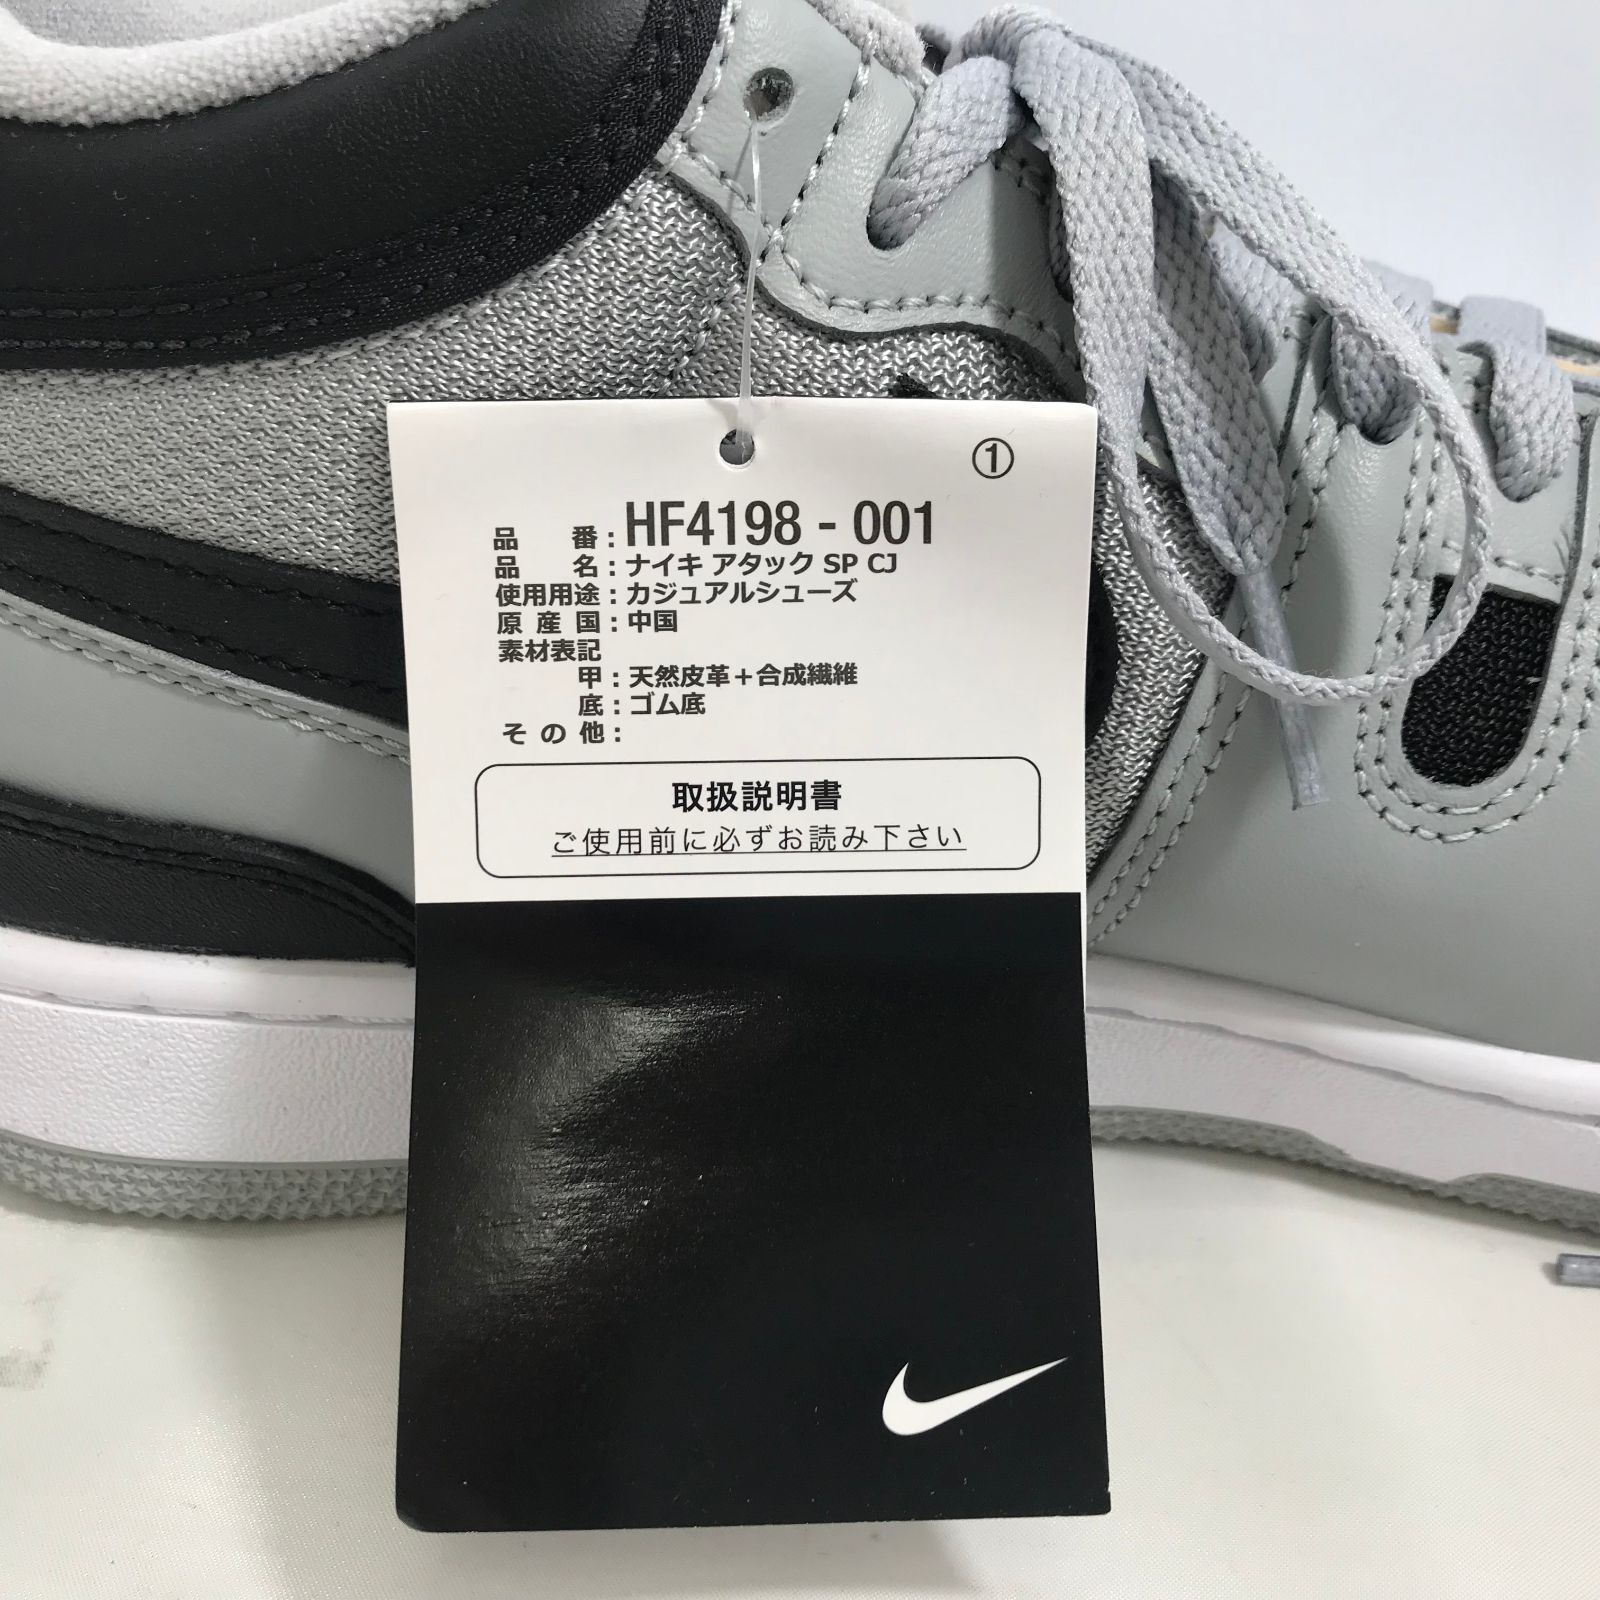 ①
品番：HF4198 - 001
品名：ナイキ アタック SP CJ
使用用途：カジュアルシューズ
原産国：中国
素材表記
甲：天然皮革＋合成繊維
底：ゴム底
その他：
取扱説明書
ご使用前に必ずお読み下さい